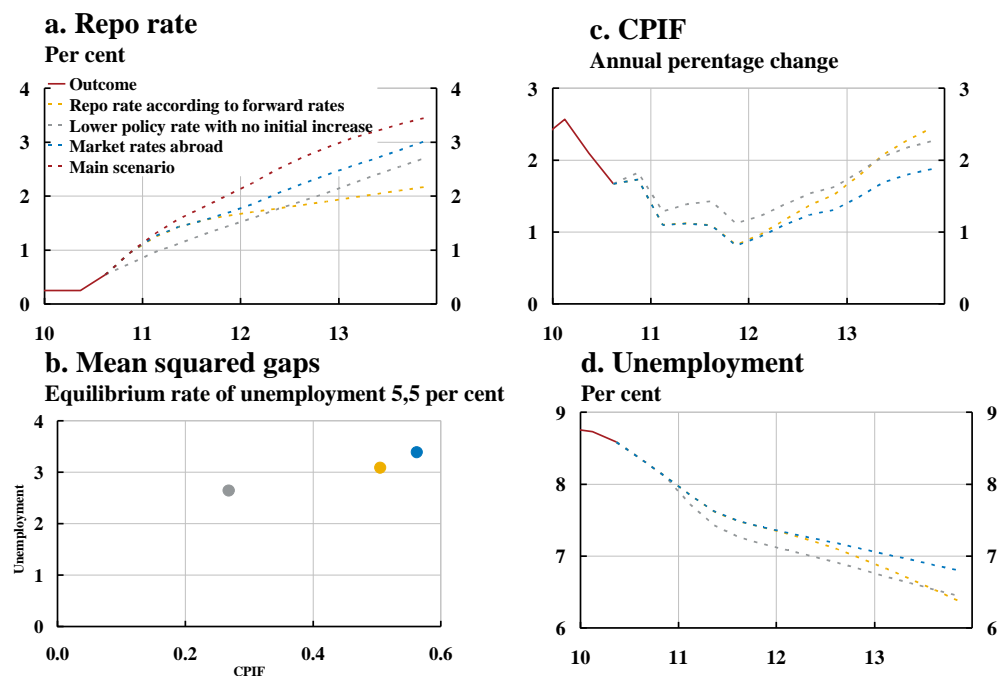 a. Repo rate
Per cent
4 4
Outcome
Repo rate according to forward rates
3 Lower policy rate with no initial increase 3
Market rates abroad
Main scenario
2 2
1 1
0 0
10 11 12 13
c. CPIF
Annual perentage change
3 3
2 2
1 1
0 0
10 11 12 13
b. Mean squared gaps
Equilibrium rate of unemployment 5,5 per cent
4
3
2
1
0
Unemployment
0.0 0.2 0.4 0.6
CPIF
d. Unemployment
Per cent
9 9
8 8
7 7
6 6
10 11 12 13